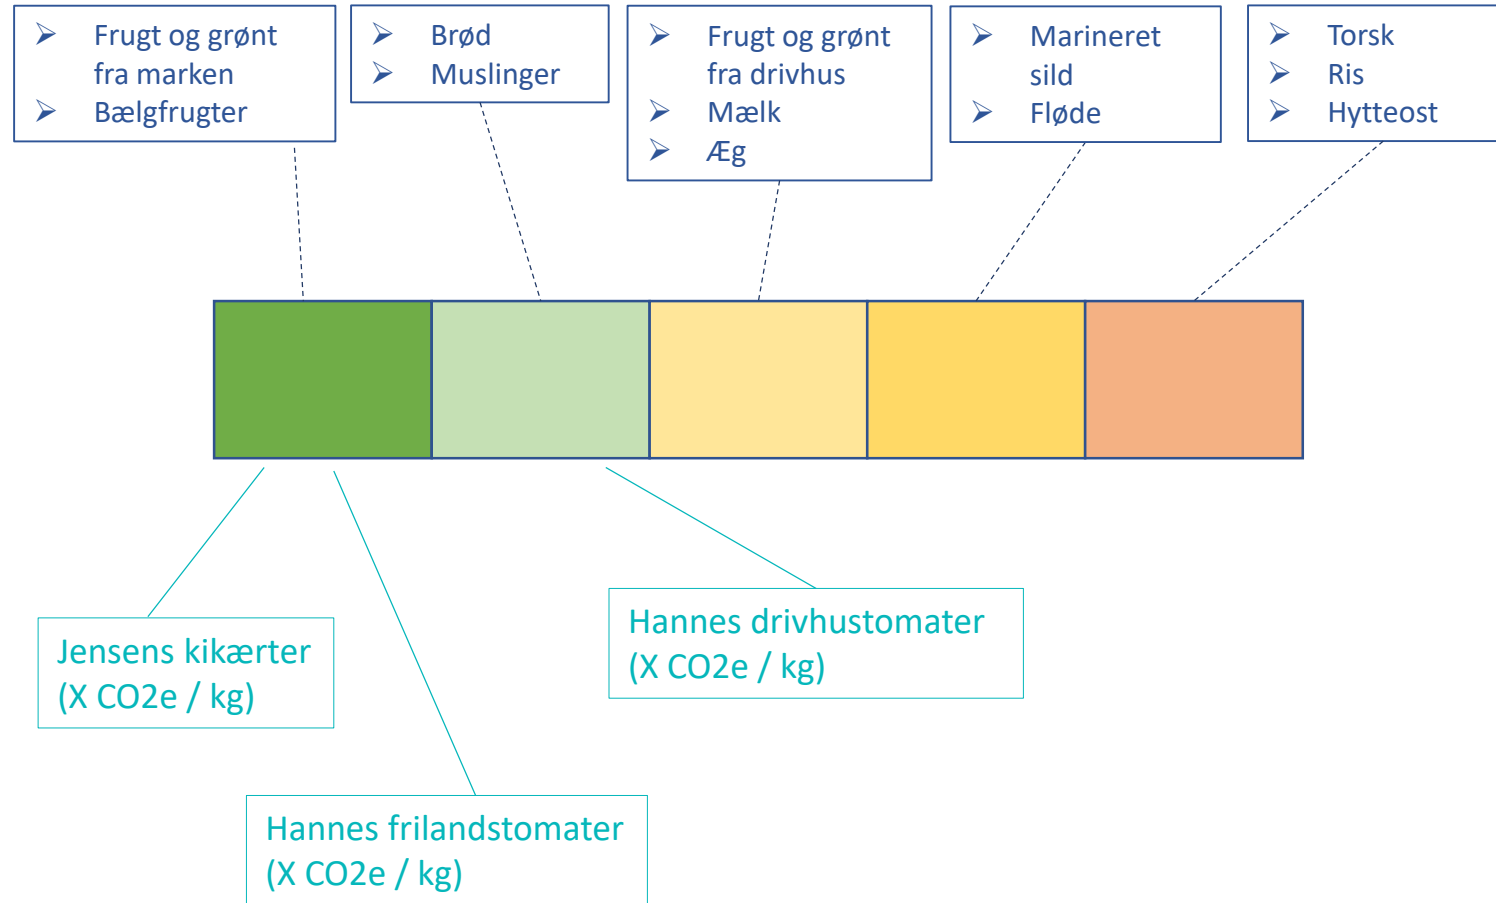 ➢ Frugt og grønt
fra marken
➢ Bælgfrugter
➢ Brød
➢ Muslinger
➢ Frugt og grønt
fra drivhus
➢ Mælk
➢ Æg
➢ Marineret
sild
➢ Fløde
➢ Torsk
➢ Ris
➢ Hytteost
Jensens kikærter
(X CO2e / kg)
Hannes drivhustomater
(X CO2e / kg)
Hannes frilandstomater
(X CO2e / kg)